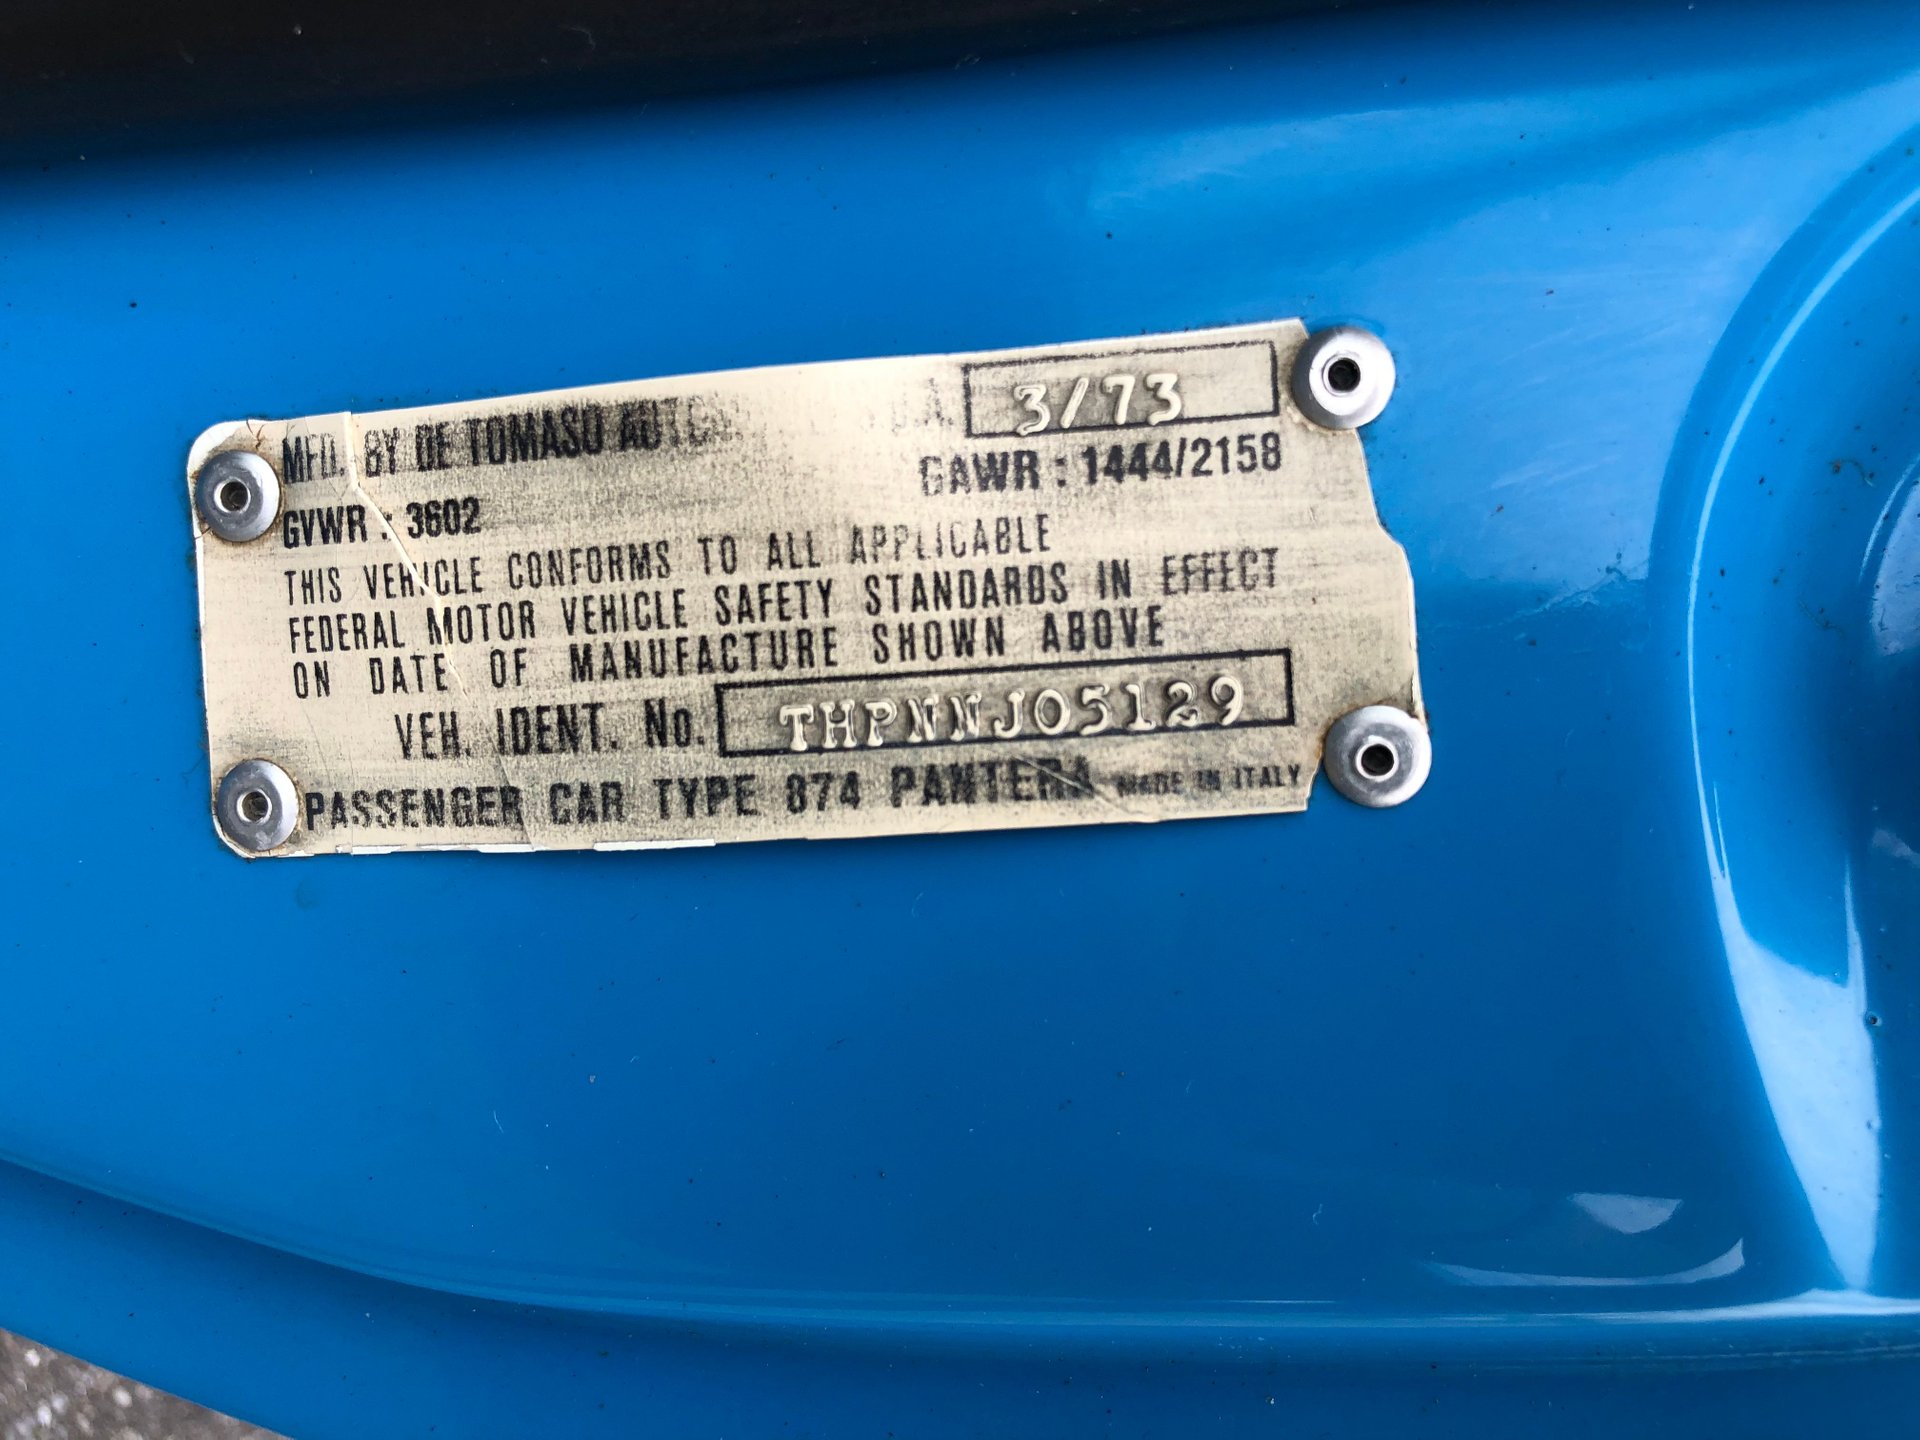 MFD. BY DE TOMASO S.p.A. 3/73
GAWR : 1444/2158
GVWR : 3602
THIS VEHICLE CONFORMS TO ALL APPLICABLE
FEDERAL MOTOR VEHICLE SAFETY STANDARDS IN EFFECT
ON DATE OF MANUFACTURE SHOWN ABOVE
VEH. IDENT. No. THPNNJ05129
PASSENGER CAR TYPE 874 PANTERA MADE IN ITALY